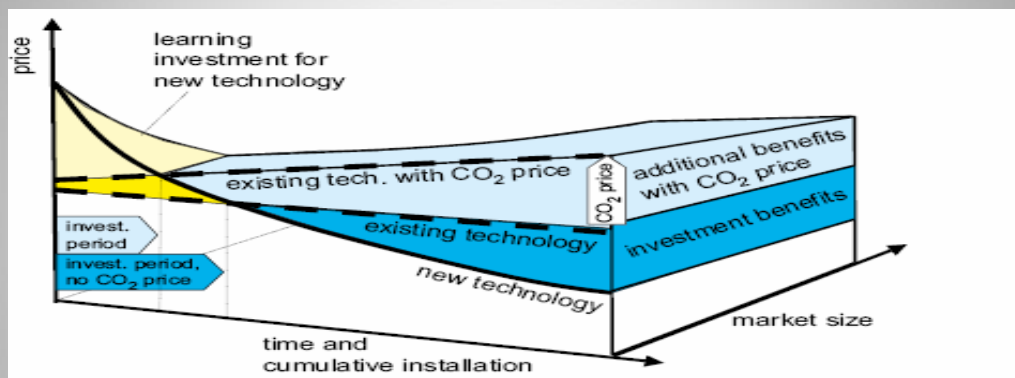 price
learning
investment for
new technology
existing tech. with CO₂ price
CO₂ price
additional benefits
with CO₂ price
existing technology
investment benefits
new technology
invest.
period
invest. period,
no CO₂ price
market size
time and
cumulative installation